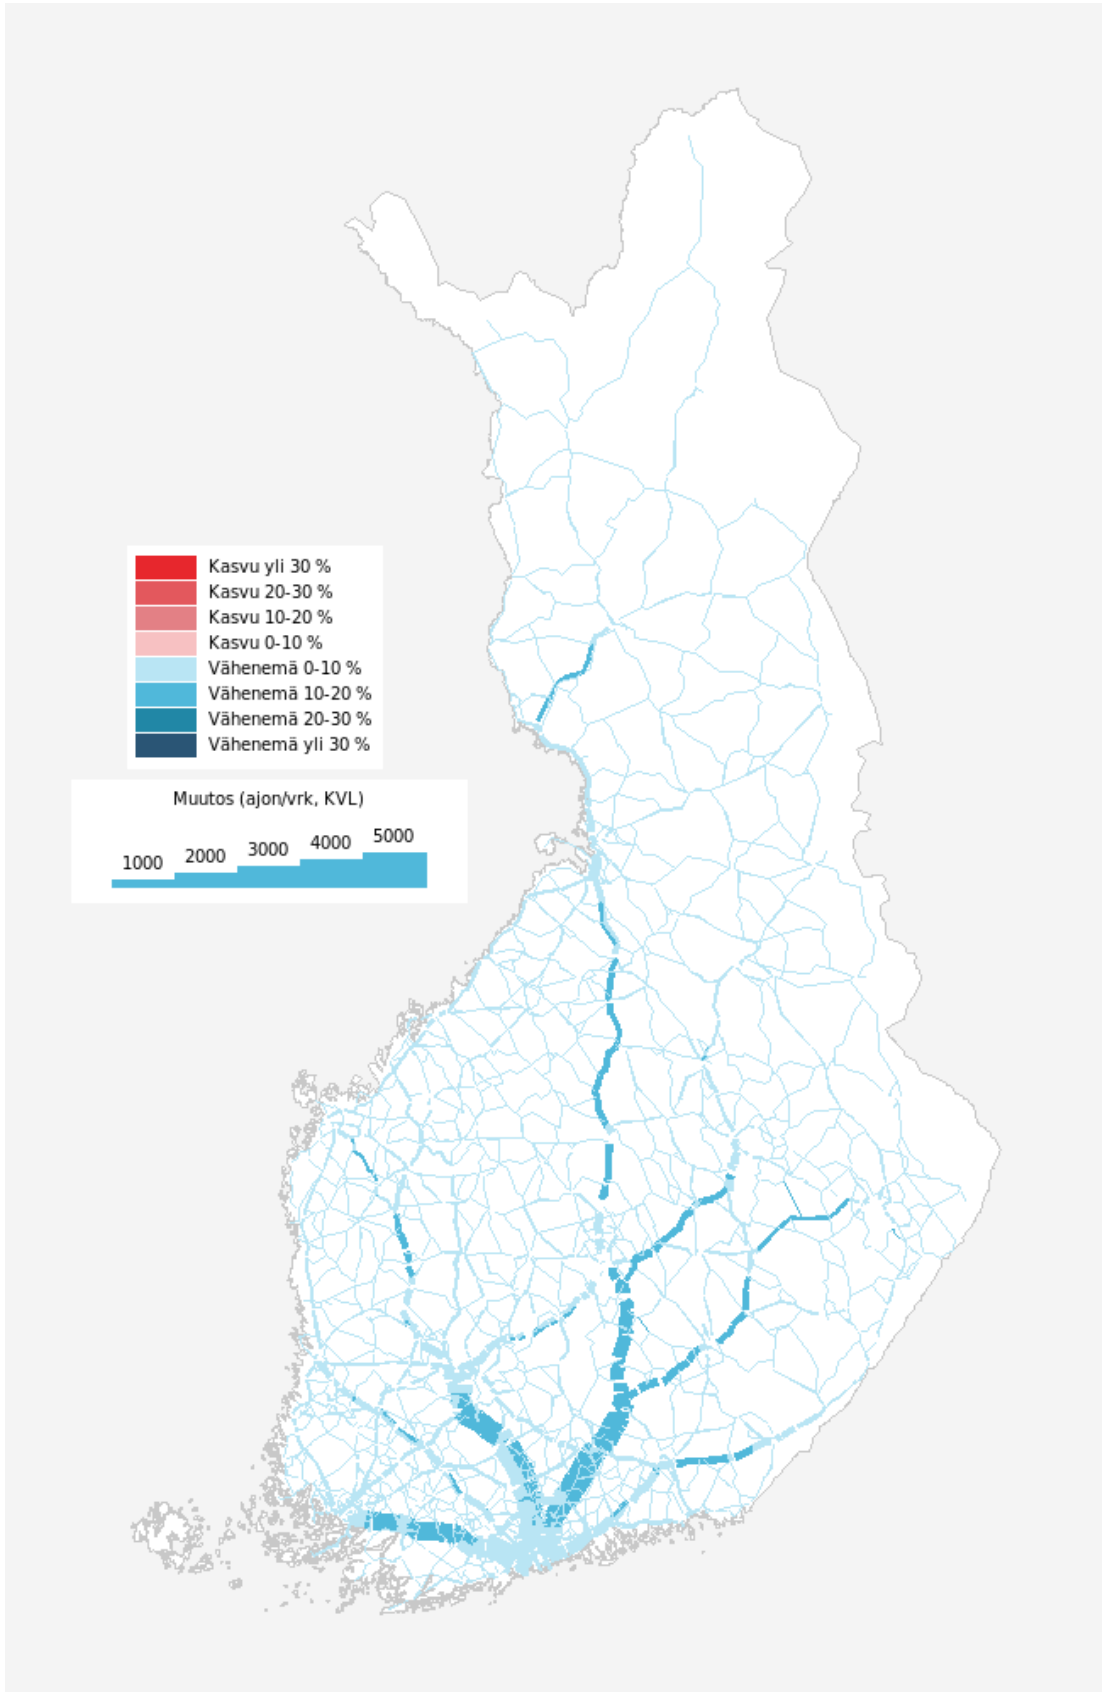 Kasvu yli 30 %
Kasvu 20-30 %
Kasvu 10-20 %
Kasvu 0-10 %
Vähenemä 0-10 %
Vähenemä 10-20 %
Vähenemä 20-30 %
Vähenemä yli 30 %
Muutos (ajon/vrk, KVL)
1000 2000 3000 4000 5000